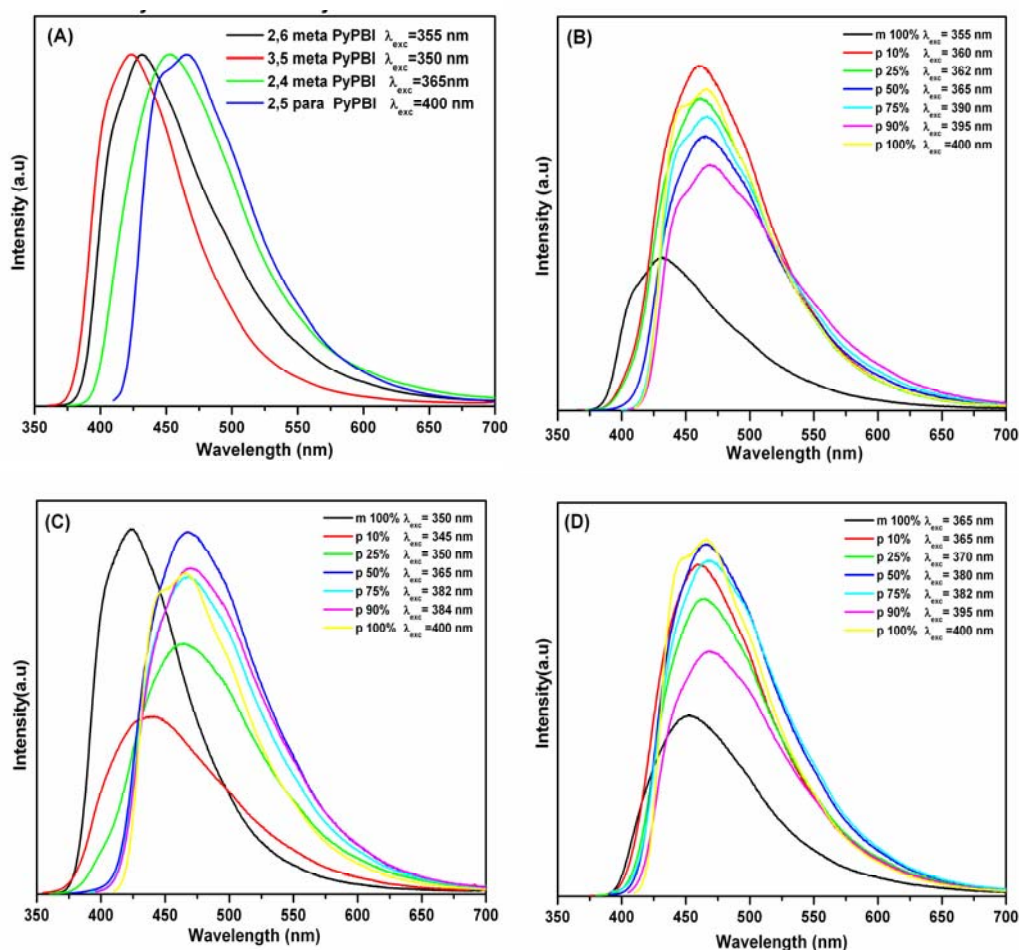 (A)
2,6 meta PyPBI λexc=355 nm
3,5 meta PyPBI λexc=350 nm
2,4 meta PyPBI λexc=365nm
2,5 para PyPBI λexc=400 nm
Intensity (a.u)
350 400 450 500 550 600 650 700
Wavelength (nm)
(B)
m 100% λexc= 355 nm
p 10% λexc= 360 nm
p 25% λexc= 362 nm
p 50% λexc= 365 nm
p 75% λexc= 390 nm
p 90% λexc= 395 nm
p 100% λexc=400 nm
Intensity (a.u)
350 400 450 500 550 600 650 700
Wavelength (nm)
(C)
m 100% λexc= 350 nm
p 10% λexc= 345 nm
p 25% λexc= 350 nm
p 50% λexc= 365 nm
p 75% λexc= 382 nm
p 90% λexc= 384 nm
p 100% λexc=400 nm
Intensity(a.u)
350 400 450 500 550 600 650 700
Wavelength (nm)
(D)
m 100% λexc= 365 nm
p 10% λexc= 365 nm
p 25% λexc= 370 nm
p 50% λexc= 380 nm
p 75% λexc= 382 nm
p 90% λexc= 395 nm
p 100% λexc=400 nm
Intensity(a.u)
350 400 450 500 550 600 650 700
Wavelength (nm)